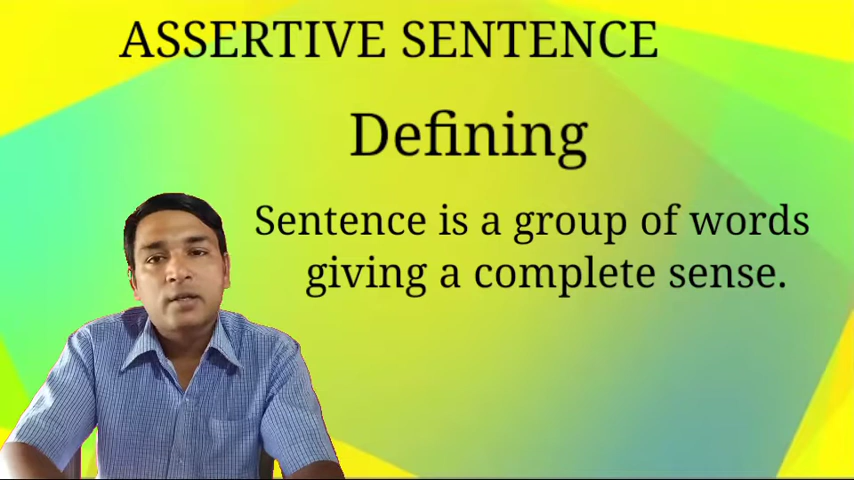 ASSERTIVE SENTENCE
Defining
Sentence is a group of words
giving a complete sense.